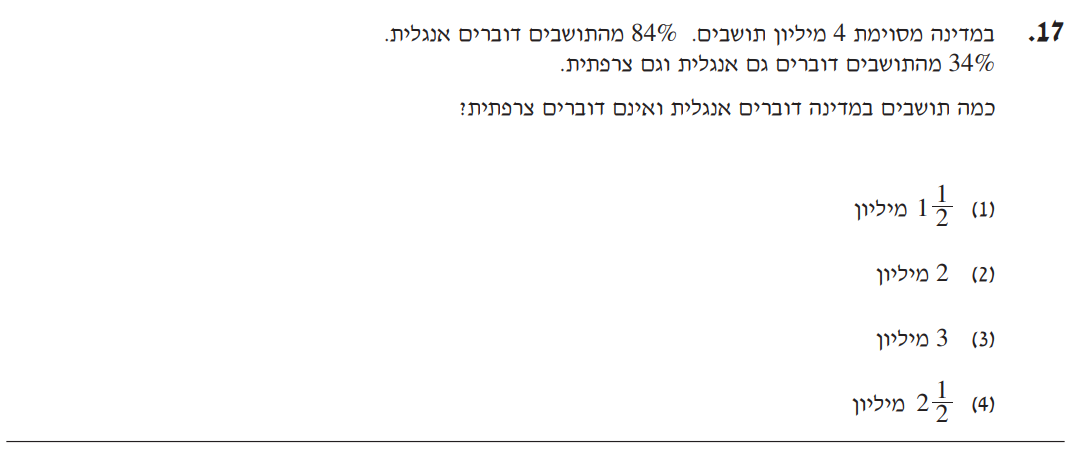 17. במדינה מסוימת 4 מיליון תושבים. 84% מהתושבים דוברים אנגלית.
34% מהתושבים דוברים גם אנגלית וגם צרפתית.
כמה תושבים במדינה דוברים אנגלית ואינם דוברים צרפתית?
(1) 1 1/2 מיליון
(2) 2 מיליון
(3) 3 מיליון
(4) 2 1/2 מיליון